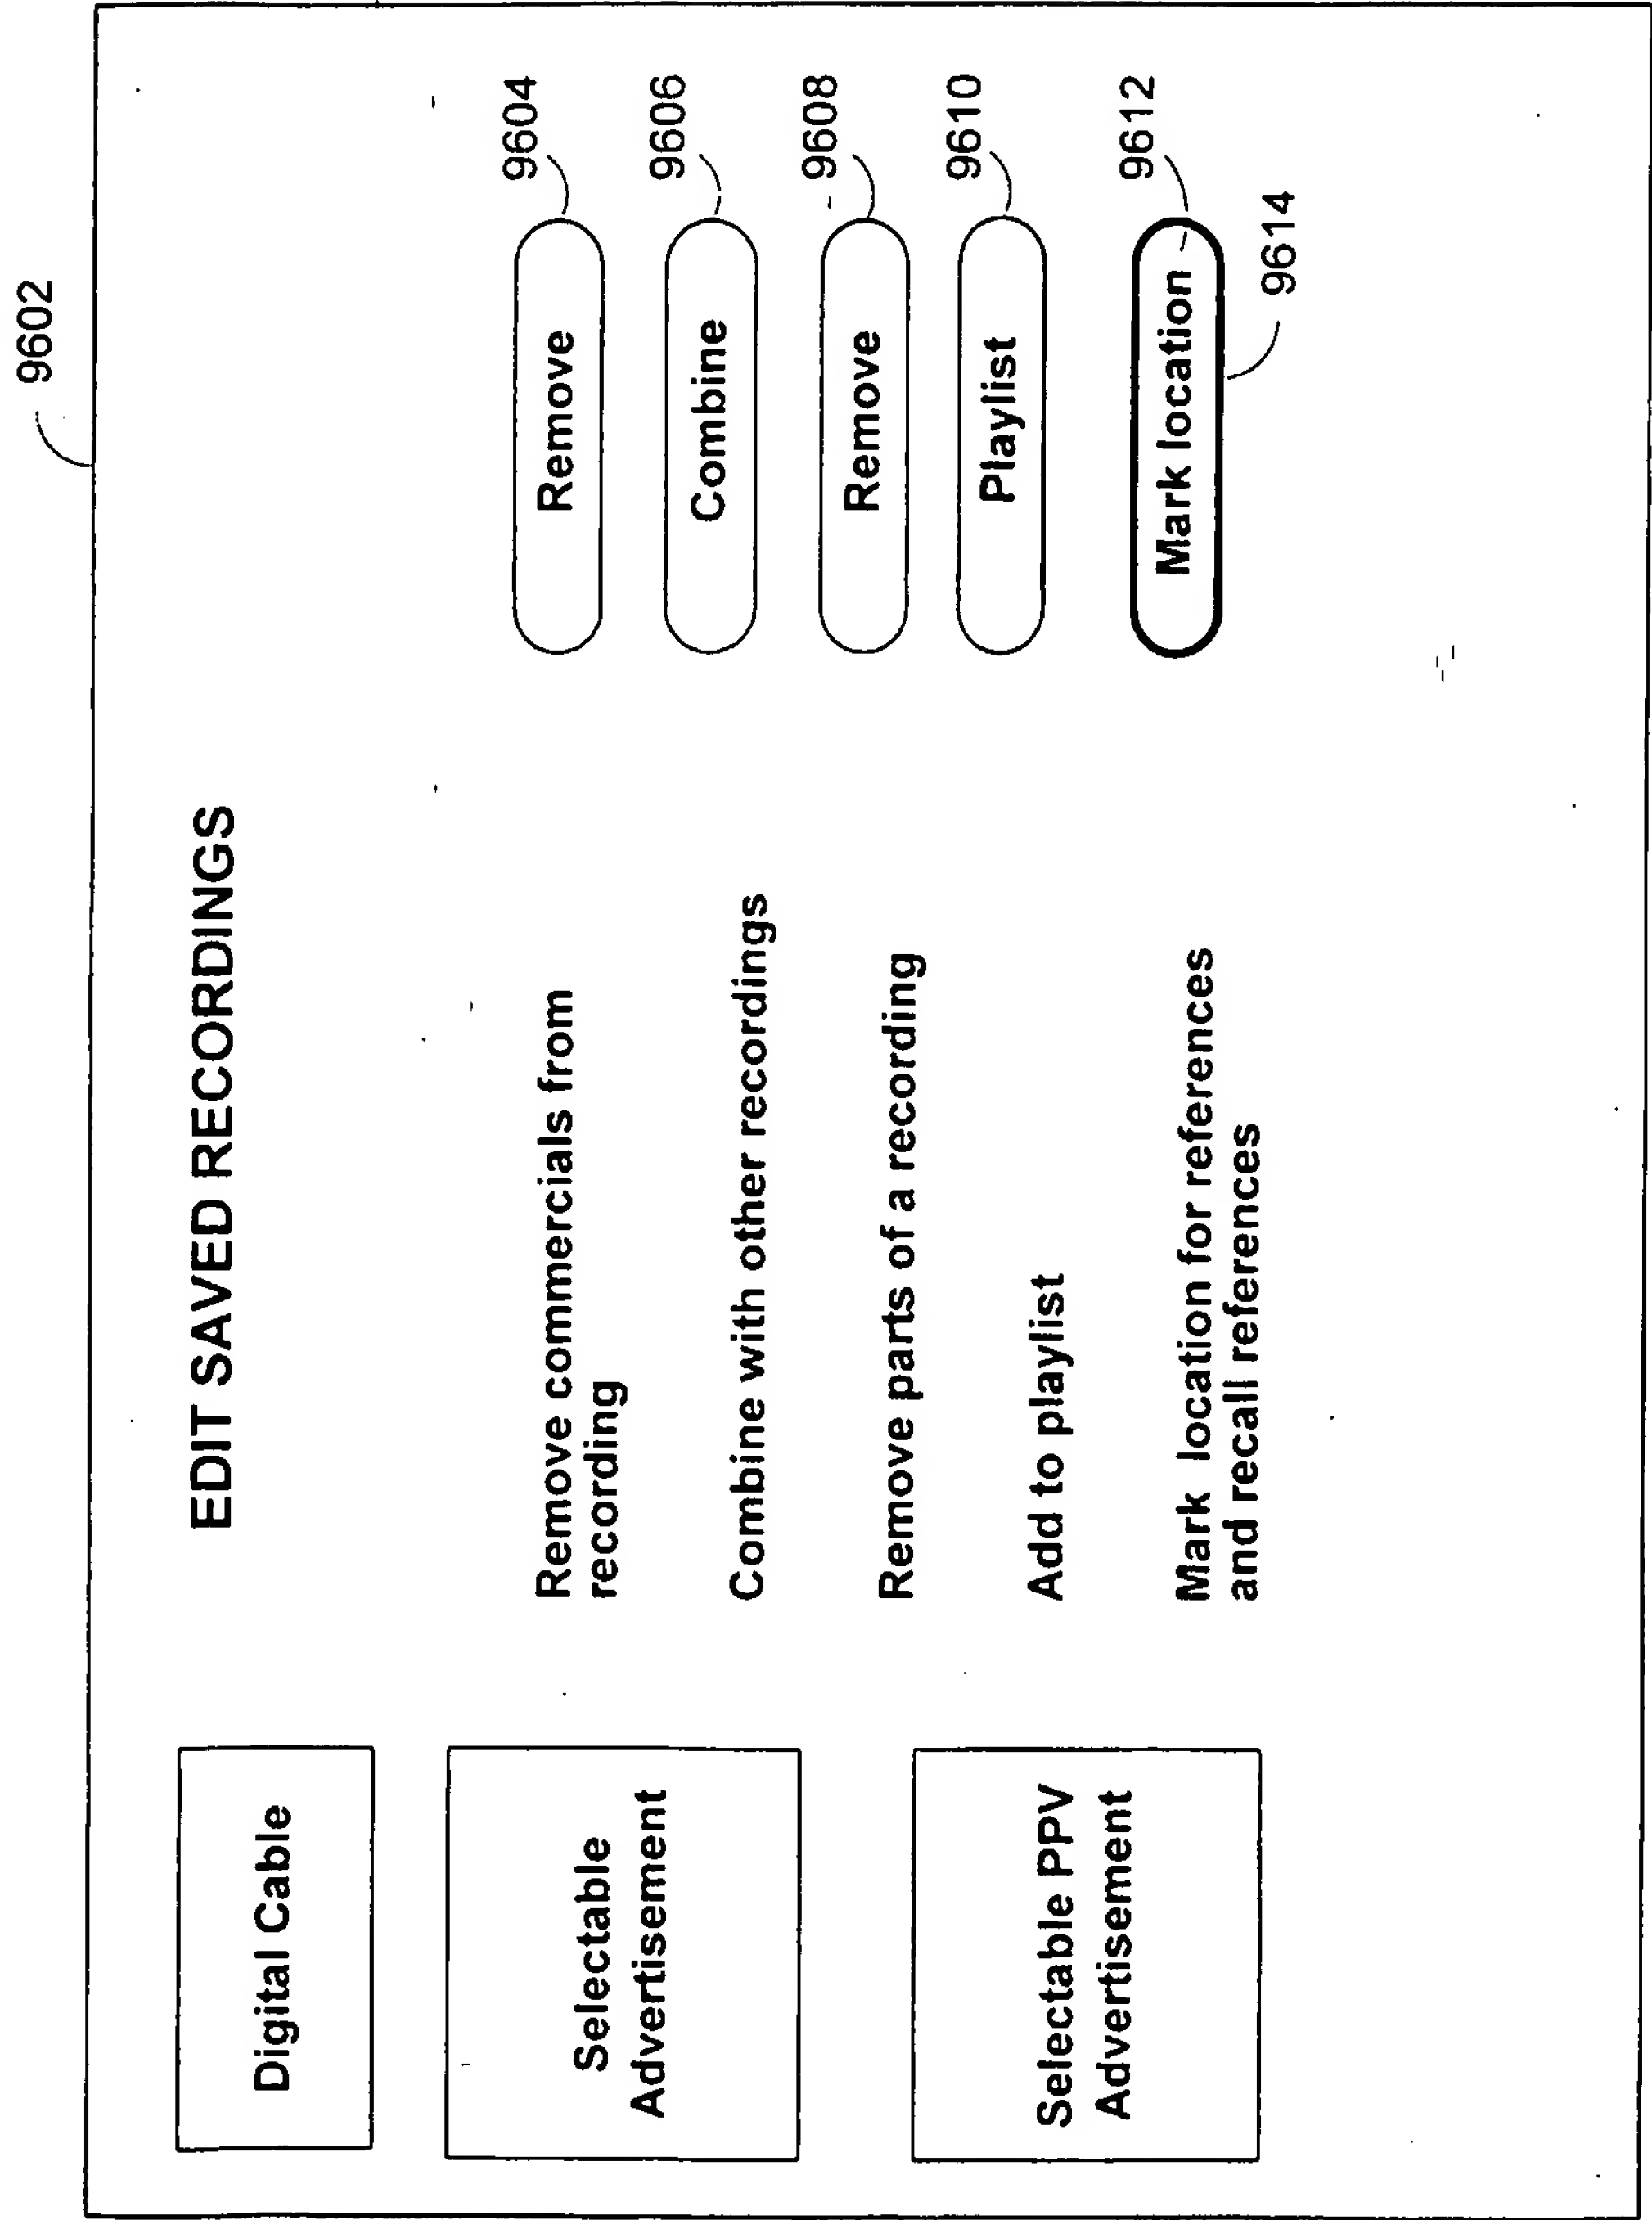 9602
EDIT SAVED RECORDINGS
Digital Cable
Selectable
Advertisement
Selectable PPV
Advertisement
Remove commercials from
recording
Remove
9604
Combine with other recordings
Combine
9606
Remove parts of a recording
Remove
9608
Add to playlist
Playlist
9610
Mark location for references
and recall references
Mark location
9612
9614